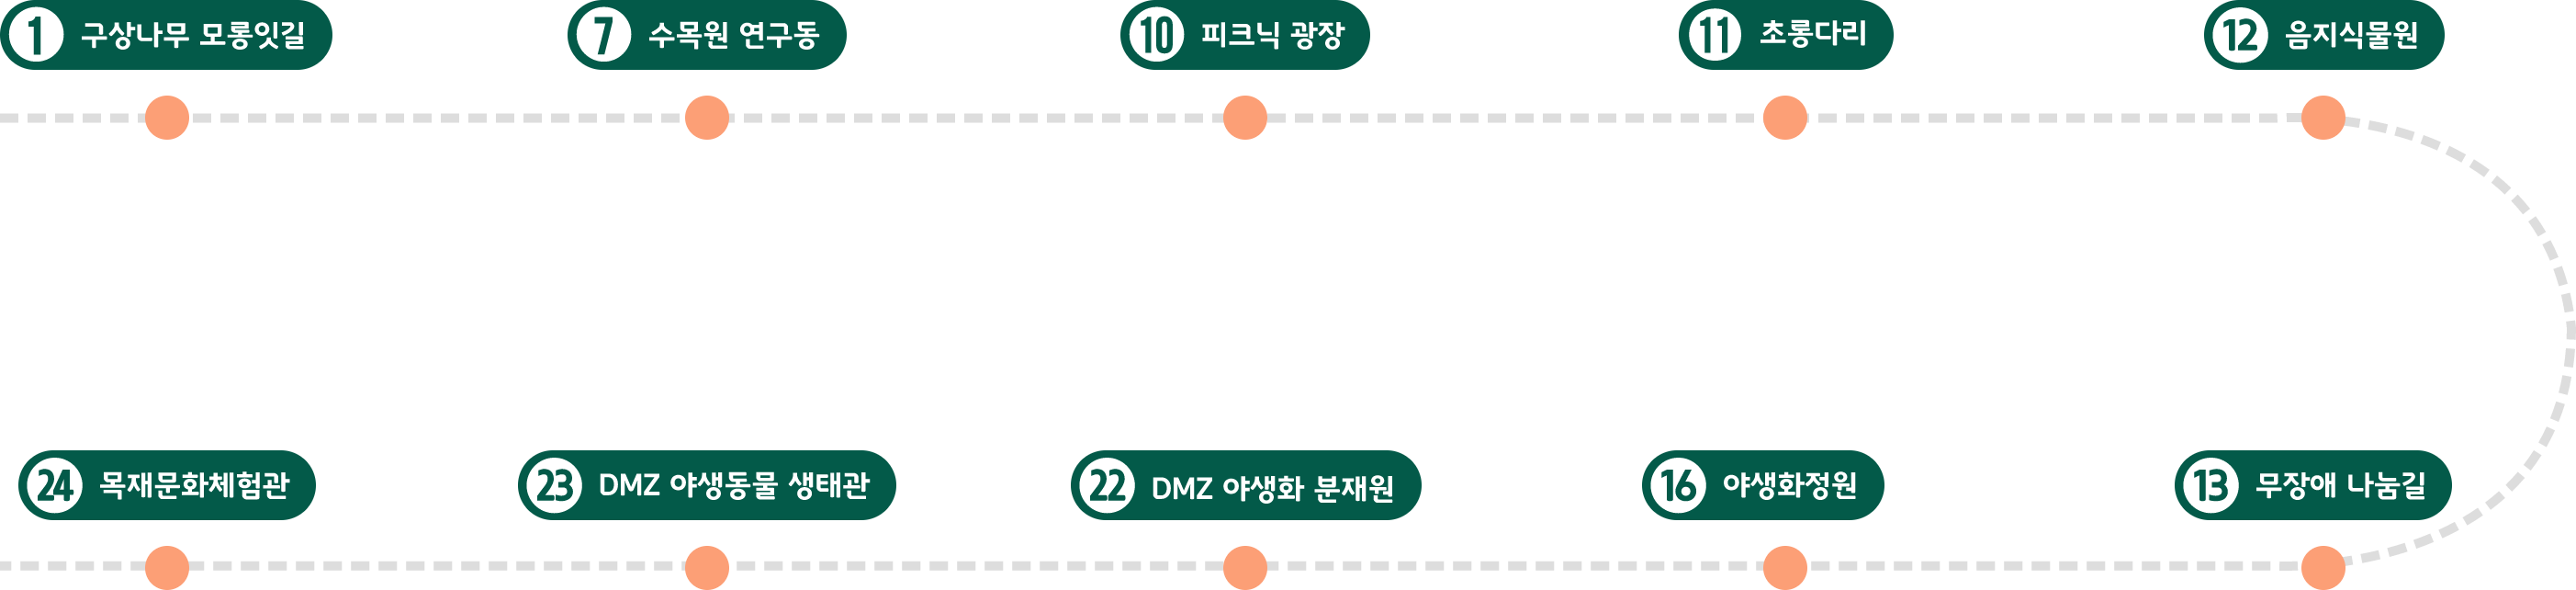 1 구상나무 모롱잇길
7 수목원 연구동
10 피크닉 광장
11 초롱다리
12 음지식물원
24 목재문화체험관
23 DMZ 야생동물 생태관
22 DMZ 야생화 분재원
16 야생화정원
13 무장애 나눔길